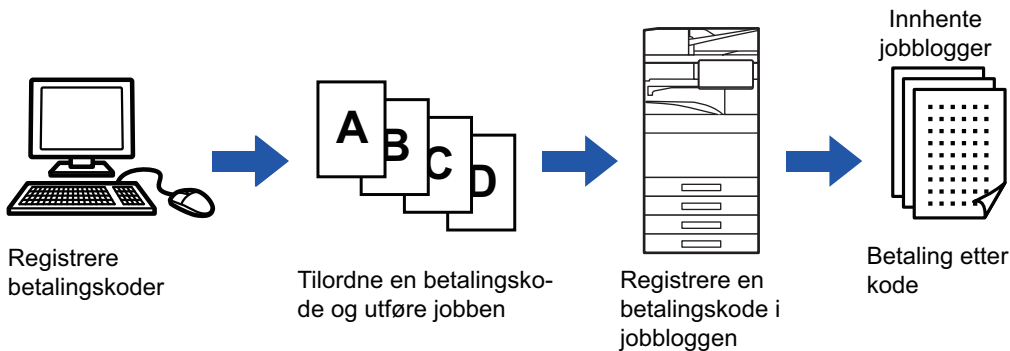 Innhente
jobblogger
A
B
C
D
Registrere
betalingskoder
Tilordne en betalingsko-
de og utføre jobben
Registrere en
betalingskode i
jobbloggen
Betaling etter
kode